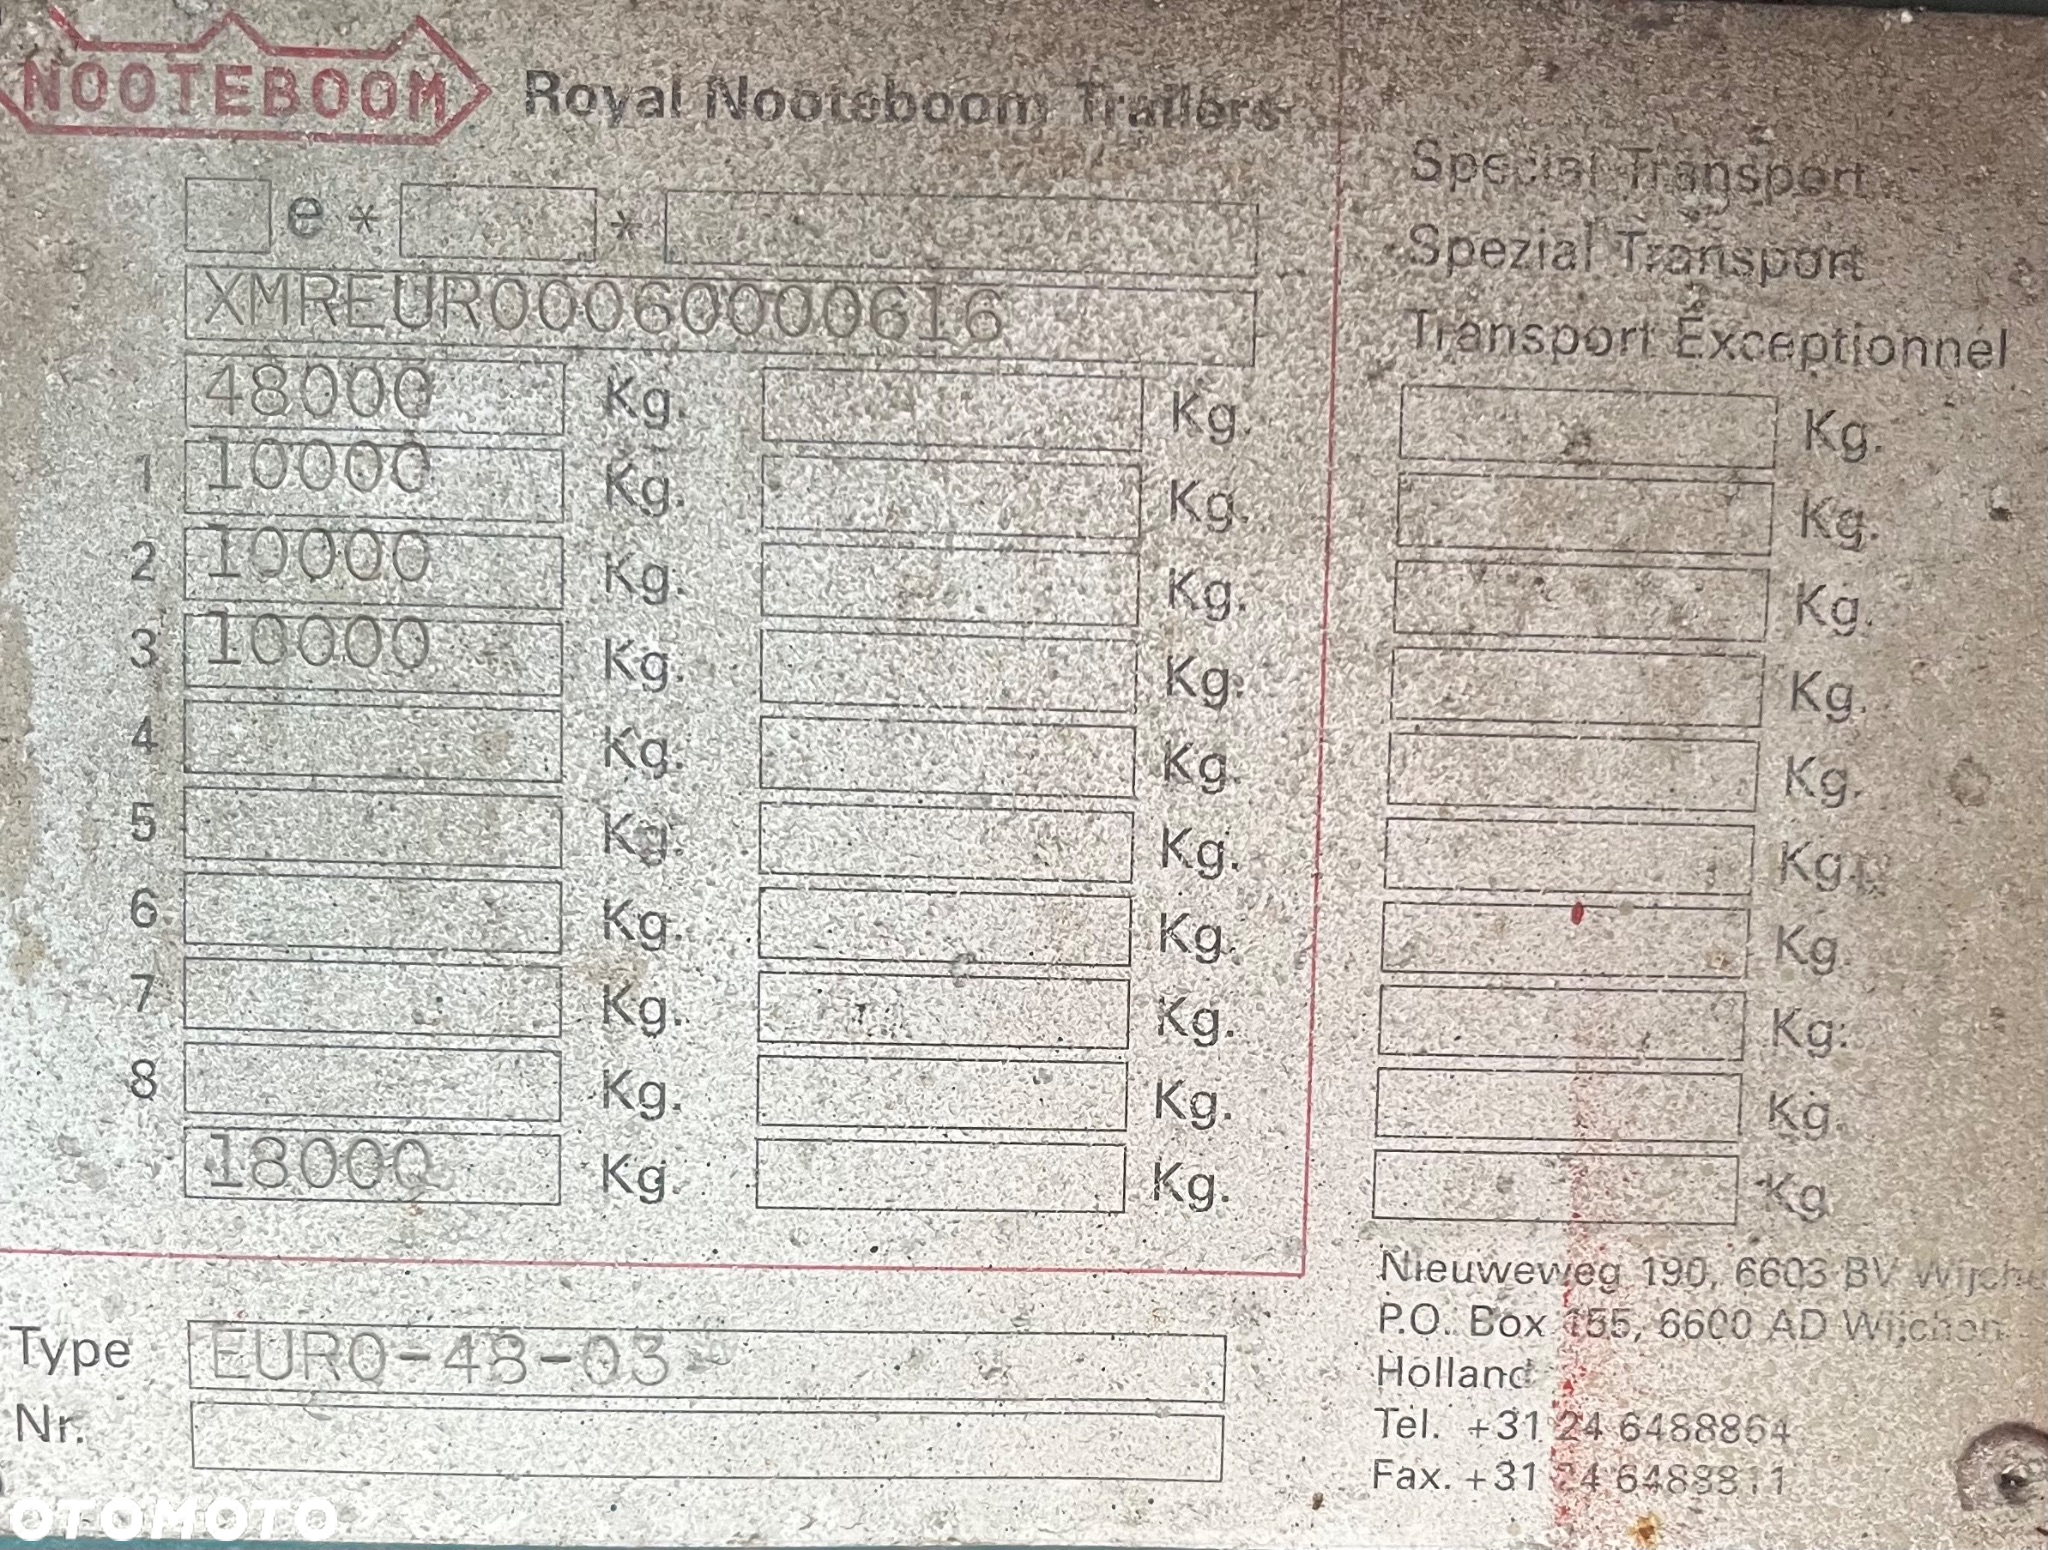 NOOTEBOOM Royal Nooteboom Trailers
e * *
XMREUR00060000616
48000 Kg. Kg.
1 10000 Kg. Kg.
2 10000 Kg. Kg.
3 10000 Kg. Kg.
4 Kg. Kg.
5 Kg. Kg.
6 Kg. Kg.
7 Kg. Kg.
8 Kg. Kg.
18000 Kg. Kg.
Type EURO-48-03
Nr.
Special Transport
Spezial Transport
Transport Exceptionnel
Kg.
Kg.
Kg.
Kg.
Kg.
Kg.
Kg.
Kg.
Kg.
Kg.
Nieuweweg 190, 6603 BV Wijche
P.O. Box 155, 6600 AD Wijchen
Holland
Tel. +31 24 6488864
Fax. +31 24 6488811
OTOMOTO